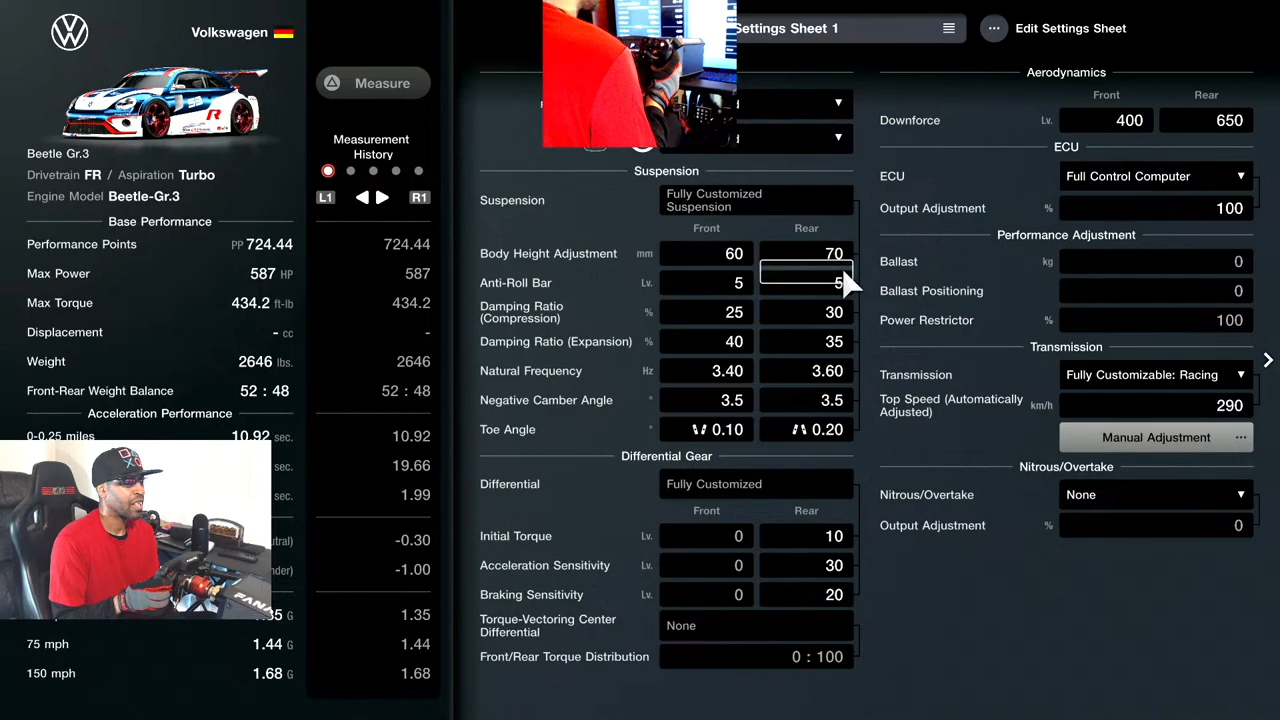 Volkswagen
Beetle Gr.3
Drivetrain FR / Aspiration Turbo
Engine Model Beetle-Gr.3
Base Performance
Performance Points PP 724.44
Max Power 587 HP
Max Torque 434.2 ft-lb
Displacement - cc
Weight 2646 lbs.
Front-Rear Weight Balance 52 : 48
Acceleration Performance
0-0.25 miles 10.92 sec.
sec.
sec.
75 mph 1.44 G
150 mph 1.68 G
Measure
Measurement
History
L1 R1
724.44
587
434.2
-
2646
52 : 48
10.92
19.66
1.99
-0.30
-1.00
1.35
1.44
1.68
Settings Sheet 1
Edit Settings Sheet
Suspension
Suspension Fully Customized Suspension
Front Rear
Body Height Adjustment mm 60 70
Anti-Roll Bar Lv. 5 5
Damping Ratio (Compression) % 25 30
Damping Ratio (Expansion) % 40 35
Natural Frequency Hz 3.40 3.60
Negative Camber Angle ° 3.5 3.5
Toe Angle ° 0.10 0.20
Differential Gear
Differential Fully Customized
Front Rear
Initial Torque Lv. 0 10
Acceleration Sensitivity Lv. 0 30
Braking Sensitivity Lv. 0 20
Torque-Vectoring Center Differential None
Front/Rear Torque Distribution 0 : 100
Aerodynamics
Front Rear
Downforce Lv. 400 650
ECU
ECU Full Control Computer
Output Adjustment % 100
Performance Adjustment
Ballast kg 0
Ballast Positioning 0
Power Restrictor % 100
Transmission
Transmission Fully Customizable: Racing
Top Speed (Automatically Adjusted) km/h 290
Manual Adjustment
Nitrous/Overtake
Nitrous/Overtake None
Output Adjustment % 0